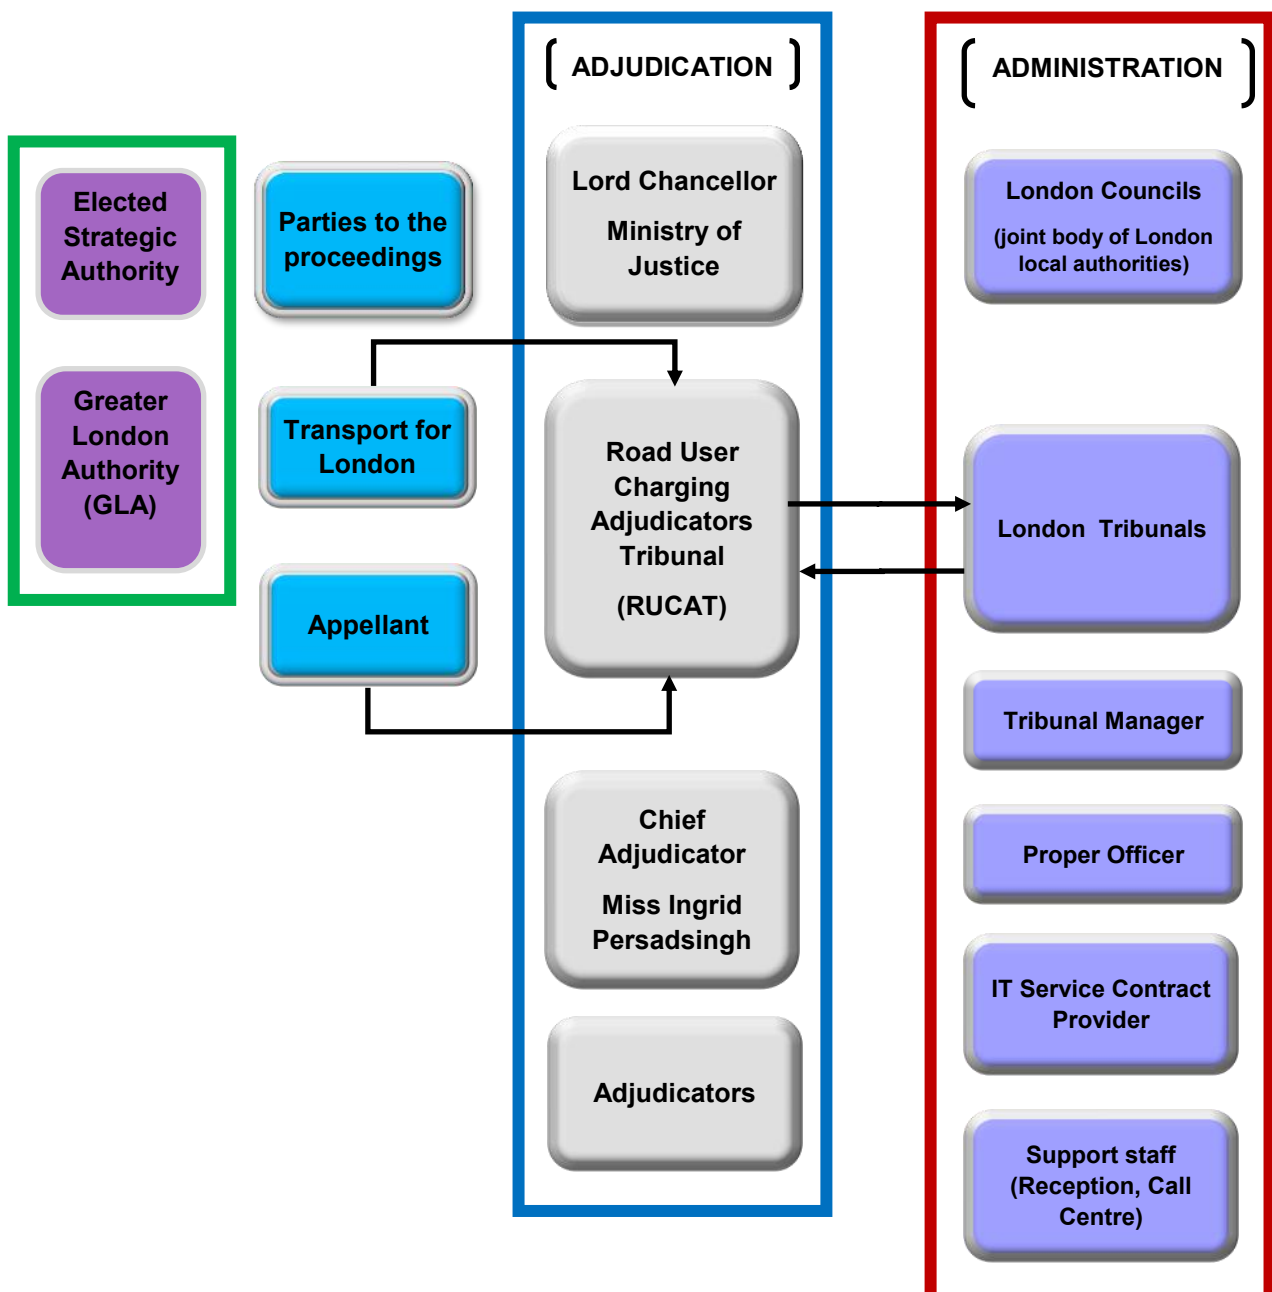 ADJUDICATION
ADMINISTRATION
Elected
Strategic
Authority
Greater
London
Authority
(GLA)
Parties to the
proceedings
Transport for
London
Appellant
Lord Chancellor
Ministry of
Justice
Road User
Charging
Adjudicators
Tribunal
(RUCAT)
Chief
Adjudicator
Miss Ingrid
Persadsingh
Adjudicators
London Councils
(joint body of London
local authorities)
London Tribunals
Tribunal Manager
Proper Officer
IT Service Contract
Provider
Support staff
(Reception, Call
Centre)